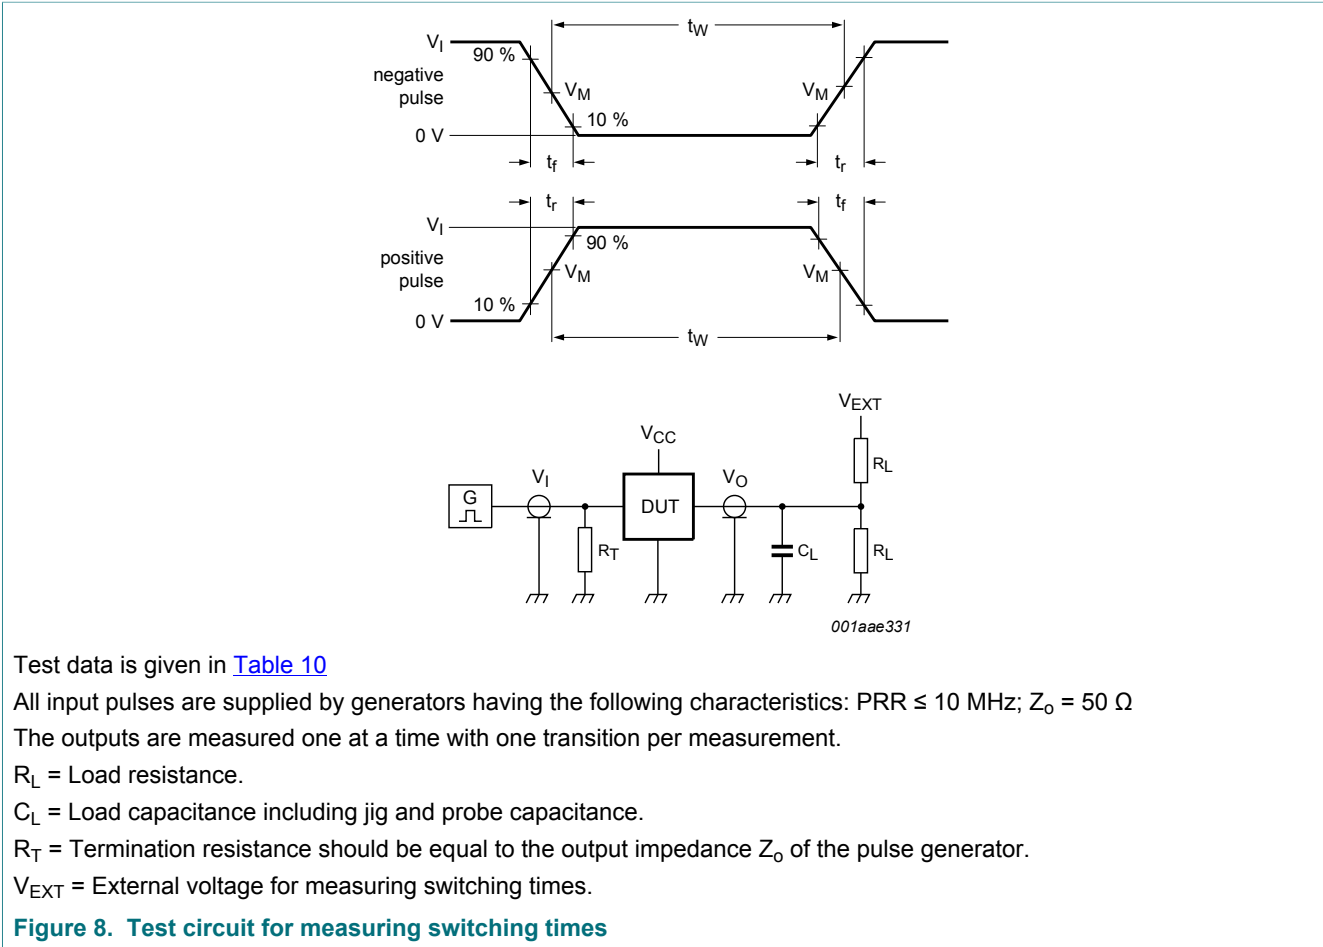 tW
VI
90 %
negative
pulse
VM
VM
10 %
0 V
tf
tr
tr
tf
VI
90 %
positive
pulse
VM
VM
10 %
0 V
tW
VEXT
VCC
RL
VI
VO
G
DUT
RT
CL
RL
001aae331
Test data is given in Table 10
All input pulses are supplied by generators having the following characteristics: PRR ≤ 10 MHz; Zo = 50 Ω
The outputs are measured one at a time with one transition per measurement.
RL = Load resistance.
CL = Load capacitance including jig and probe capacitance.
RT = Termination resistance should be equal to the output impedance Zo of the pulse generator.
VEXT = External voltage for measuring switching times.
Figure 8. Test circuit for measuring switching times